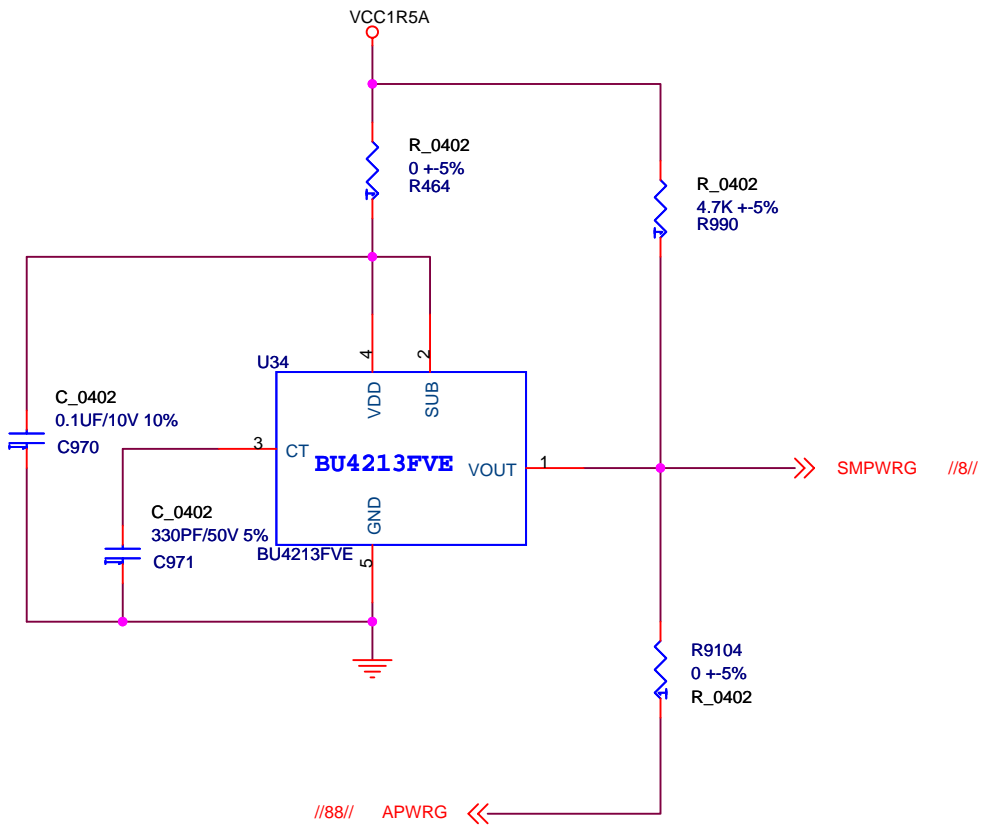 VCC1R5A
R_0402
0 +-5%
R464
R_0402
4.7K +-5%
R990
U34
4
2
VDD
SUB
C_0402
0.1UF/10V 10%
C970
3
CT
BU4213FVE
VOUT
1
SMPWRG //8//
C_0402
330PF/50V 5%
C971
GND
BU4213FVE
5
R9104
0 +-5%
R_0402
//88// APWRG